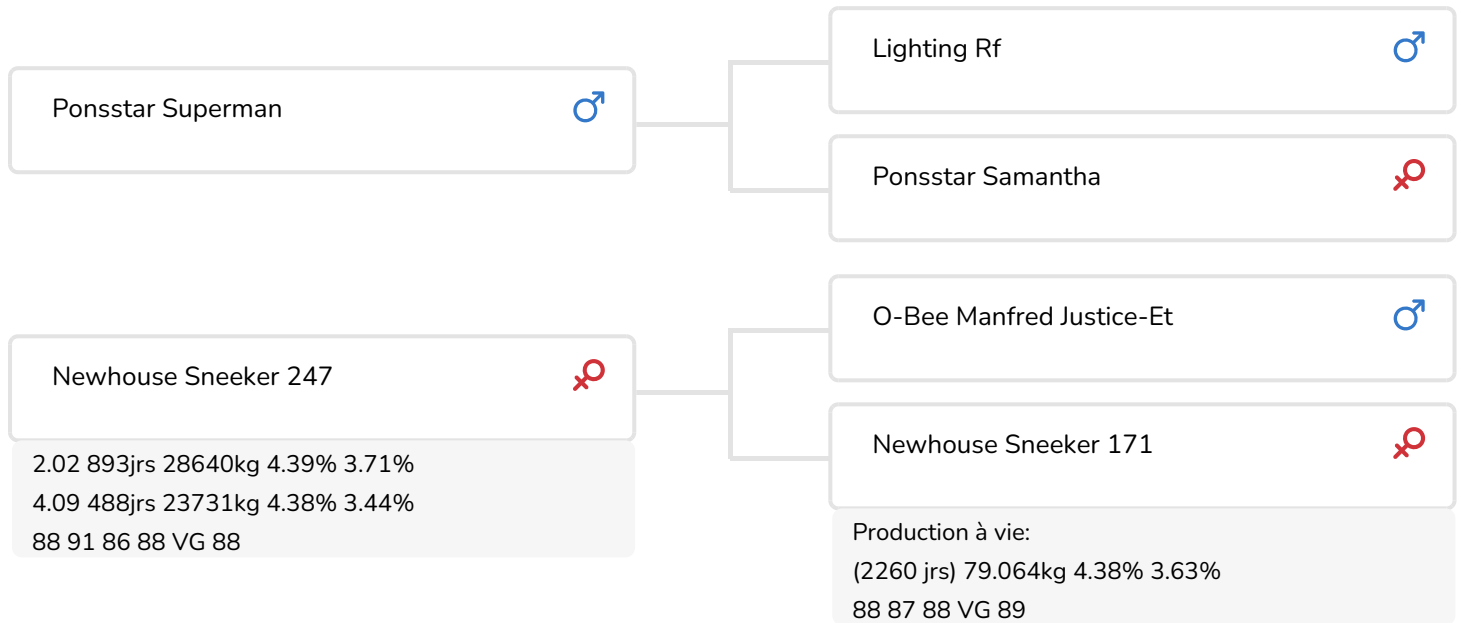 Lighting Rf
Ponsstar Superman
Ponsstar Samantha
O-Bee Manfred Justice-Et
Newhouse Sneeker 247
2.02 893jrs 28640kg 4.39% 3.71%
4.09 488jrs 23731kg 4.38% 3.44%
88 91 86 88 VG 88
Newhouse Sneeker 171
Production à vie:
(2260 jrs) 79.064kg 4.38% 3.63%
88 87 88 VG 89